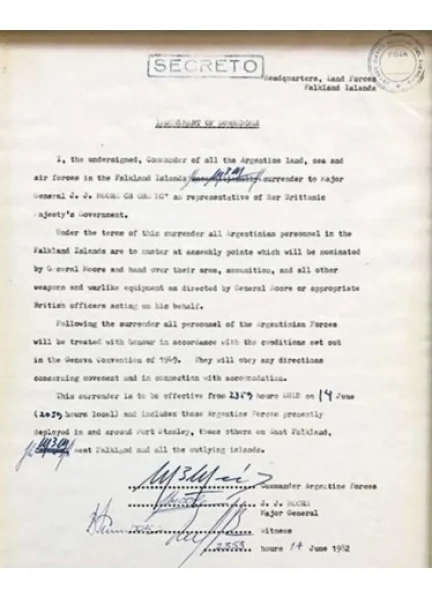 SECRETO
Headquarters, Land Forces
Falkland Islands
INSTRUMENT OF SURRENDER
I, the undersigned, Commander of all the Argentine land, sea and
air forces in the Falkland Islands surrender to Major
General J. J. MOORE CB OBE MC* as representative of Her Brittanic
Majesty's Government.
Under the terms of this surrender all Argentinian personnel in the
Falkland Islands are to muster at assembly points which will be nominated
by General Moore and hand over their arms, ammunition, and all other
weapons and warlike equipment as directed by General Moore or appropriate
British officers acting on his behalf.
Following the surrender all personnel of the Argentinian Forces
will be treated with honour in accordance with the conditions set out
in the Geneva Convention of 1949. They will obey any directions
concerning movement and in connection with accommodation.
This surrender is to be effective from 2359 hours ZULU on 14 June
(2059 hours local) and includes those Argentine Forces presently
deployed in and around Port Stanley, those others on East Falkland,
West Falkland and all the outlying islands.
Commander Argentine Forces
J. J. MOORE
Major General
Witness
2359 hours 14 June 1982